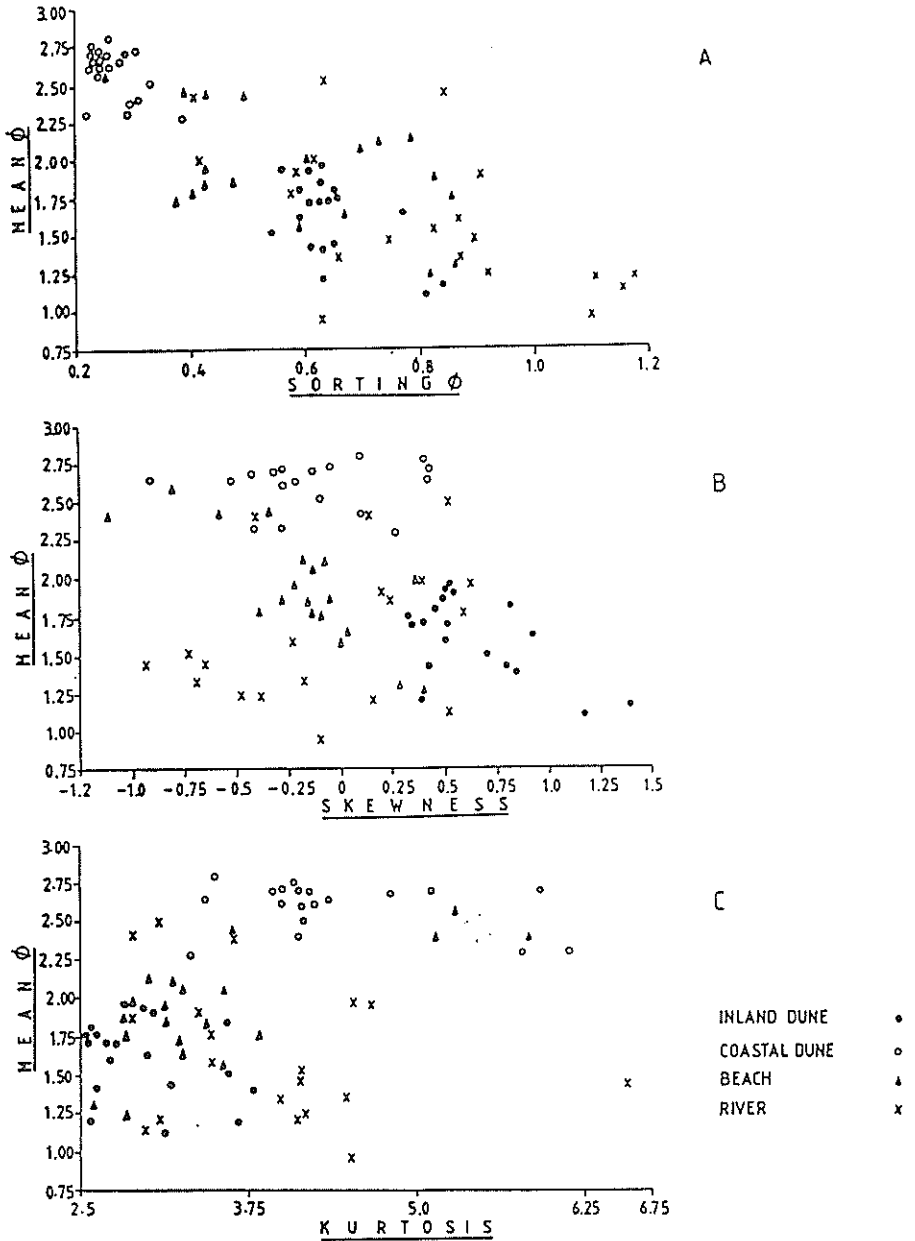 3.00
2.75
2.50
2.25
2.00
1.75
1.50
1.25
1.00
0.75
MEAN Ø
0.2 0.4 0.6 0.8 1.0 1.2
SORTING Ø
A
3.00
2.75
2.50
2.25
2.00
1.75
1.50
1.25
1.00
0.75
MEAN Ø
-1.2 -1.0 -0.75 -0.5 -0.25 0 0.25 0.5 0.75 1.0 1.25 1.5
SKEWNESS
B
3.00
2.75
2.50
2.25
2.00
1.75
1.50
1.25
1.00
0.75
MEAN Ø
2.5 3.75 5.0 6.25 6.75
KURTOSIS
C
INLAND DUNE
COASTAL DUNE
BEACH
RIVER